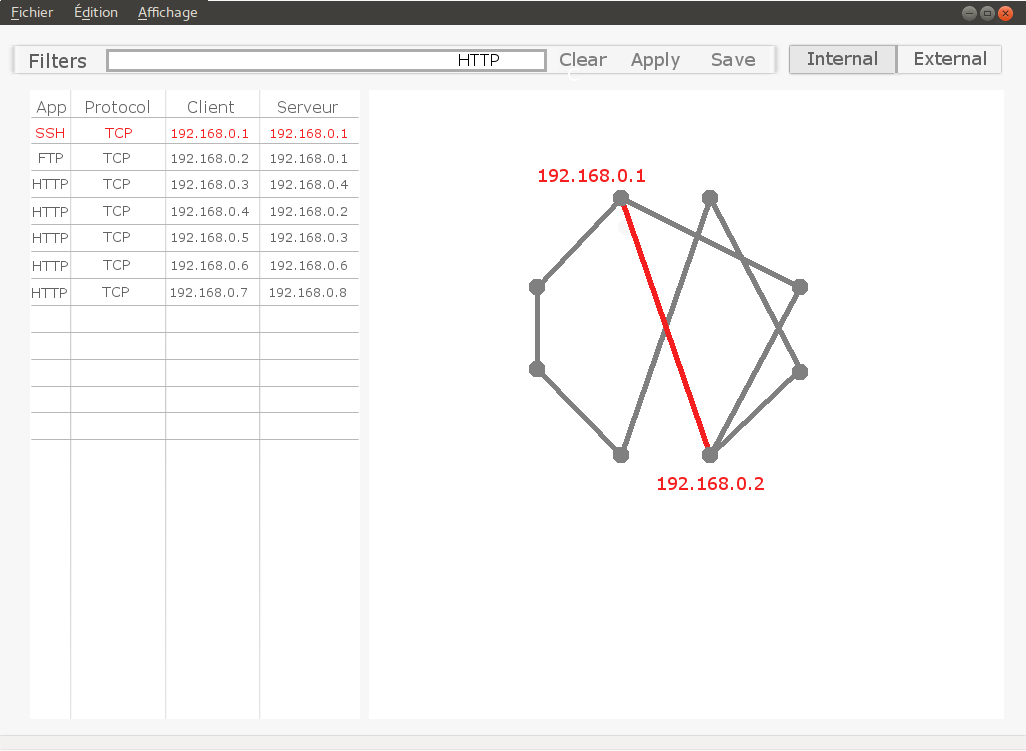 Fichier Édition Affichage
Filters HTTP Clear Apply Save Internal External
App Protocol Client Serveur
SSH TCP 192.168.0.1 192.168.0.1
FTP TCP 192.168.0.2 192.168.0.1
HTTP TCP 192.168.0.3 192.168.0.4
HTTP TCP 192.168.0.4 192.168.0.2
HTTP TCP 192.168.0.5 192.168.0.3
HTTP TCP 192.168.0.6 192.168.0.6
HTTP TCP 192.168.0.7 192.168.0.8
192.168.0.1
192.168.0.2